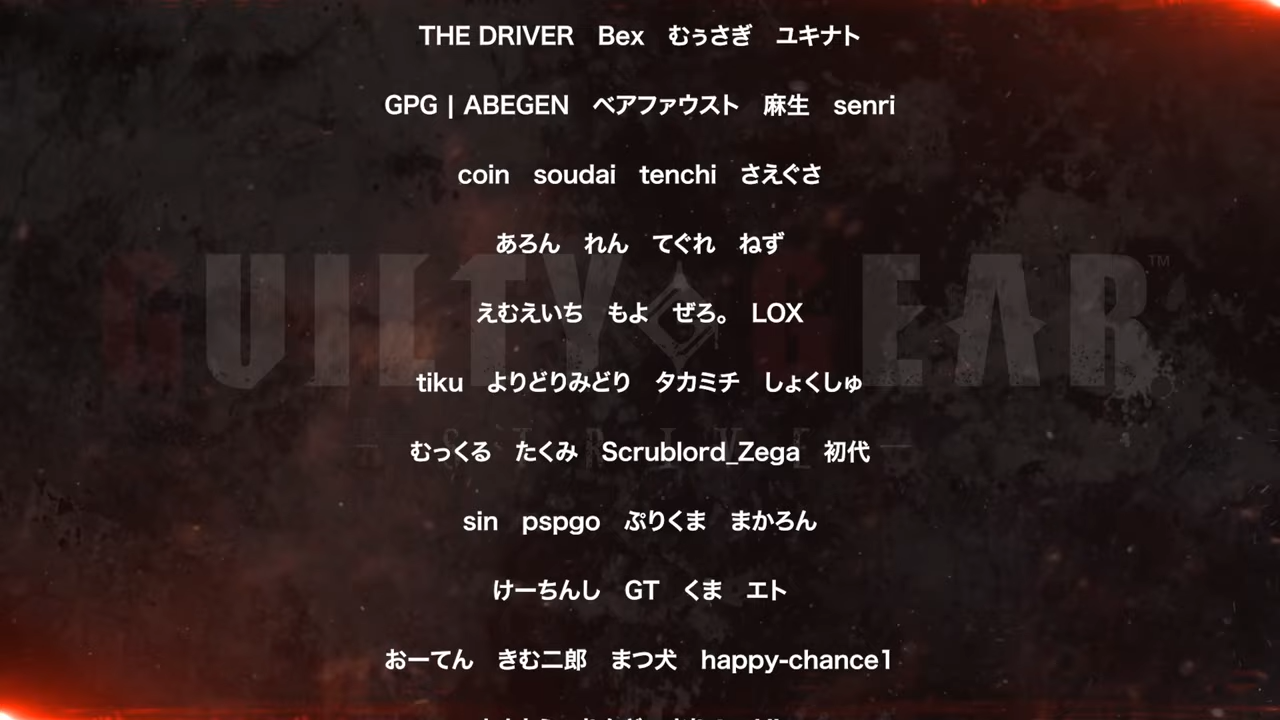 THE DRIVER　Bex　むぅさぎ　ユキナト
GPG | ABEGEN　ベアファウスト　麻生　senri
coin　soudai　tenchi　さえぐさ
あろん　れん　てぐれ　ねず
GUILTY GEAR™
えむえいち　もよ　ぜろ。　LOX
tiku　よりどりみどり　タカミチ　しょくしゅ
STRIVE
むっくる　たくみ　Scrublord_Zega　初代
sin　pspgo　ぷりくま　まかろん
けーちんし　GT　くま　エト
おーてん　きむ二郎　まつ犬　happy-chance1